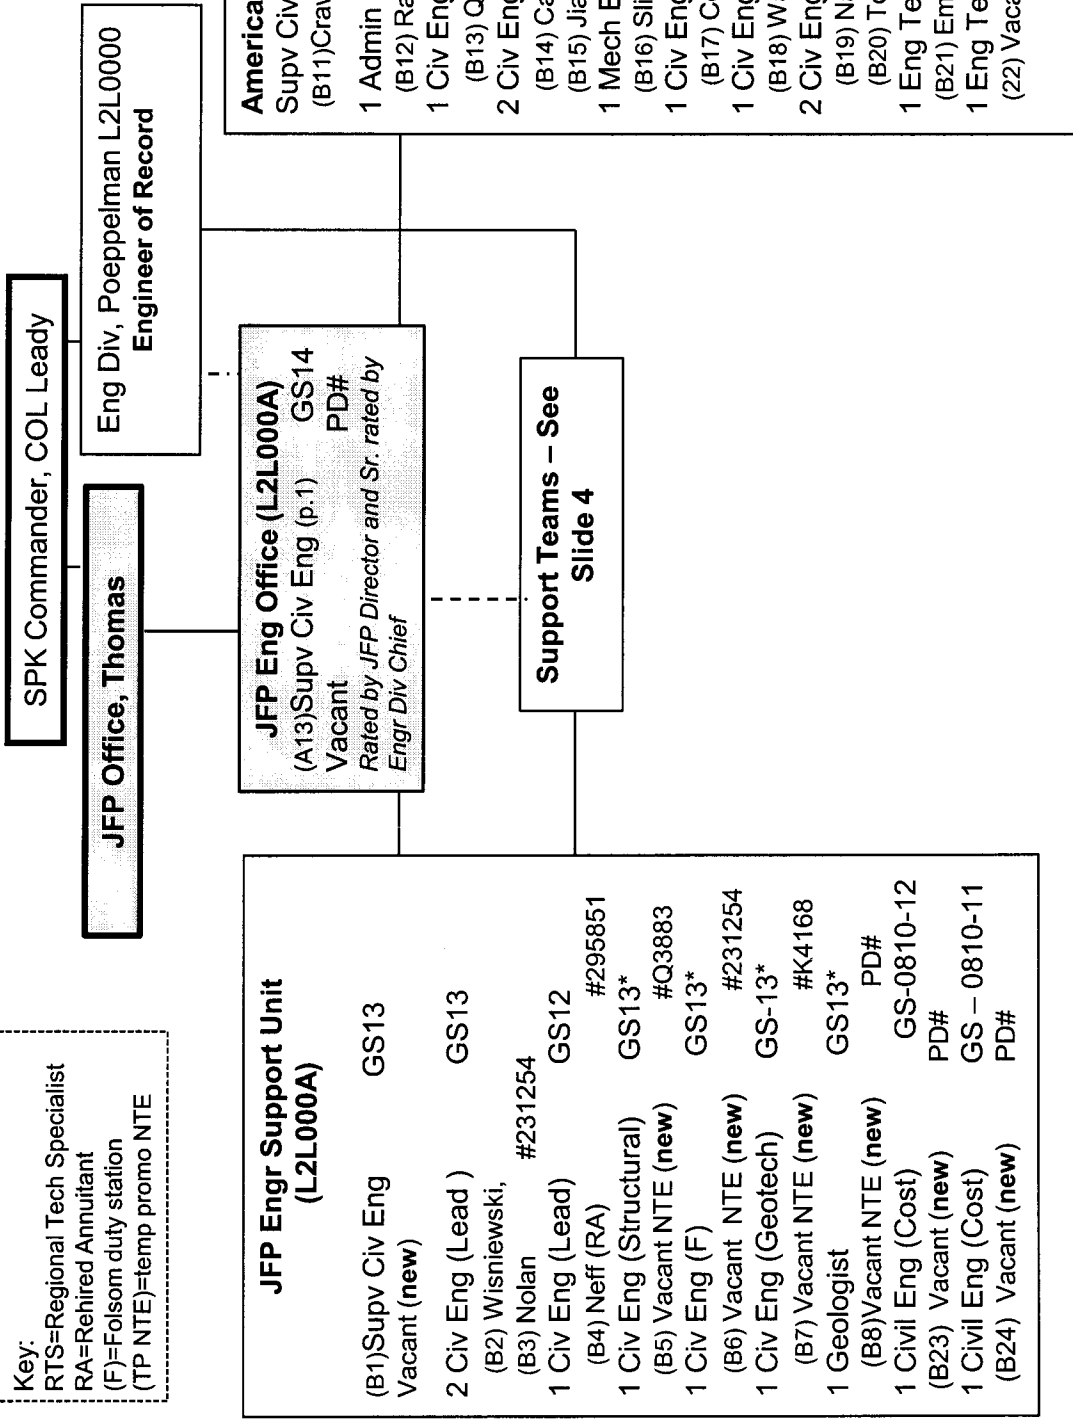 SPK Commander, COL Leady
JFP Office, Thomas
Eng Div, Poeppelman L2L0000
Engineer of Record
Key:
RTS=Regional Tech Specialist
RA=Rehired Annuitant
(F)=Folsom duty station
(TP NTE)=temp promo NTE
JFP Eng Office (L2L000A)
(A13)Supv Civ Eng (p.1) GS14
Vacant PD#
Rated by JFP Director and Sr. rated by
Engr Div Chief
Support Teams – See
Slide 4
JFP Engr Support Unit
(L2L000A)
(B1)Supv Civ Eng GS13
Vacant (new)
2 Civ Eng (Lead ) GS13
(B2) Wisniewski,
(B3) Nolan #231254
1 Civ Eng (Lead) GS12
(B4) Neff (RA) #295851
1 Civ Eng (Structural) GS13*
(B5) Vacant NTE (new) #Q3883
1 Civ Eng (F) GS13*
(B6) Vacant NTE (new) #231254
1 Civ Eng (Geotech) GS-13*
(B7) Vacant NTE (new) #K4168
1 Geologist GS13*
(B8)Vacant NTE (new) PD#
1 Civil Eng (Cost) GS-0810-12
(B23) Vacant (new) PD#
1 Civil Eng (Cost) GS – 0810-11
(B24) Vacant (new) PD#
America
Supv Civ
(B11)Crav
1 Admin
(B12) Ra
1 Civ Eng
(B13) Q
2 Civ Eng
(B14) Ca
(B15) Jia
1 Mech E
(B16) Sli
1 Civ Eng
(B17) Co
1 Civ Eng
(B18) Wa
2 Civ Eng
(B19) Na
(B20) To
1 Eng Te
(B21) Em
1 Eng Te
(22) Vaca